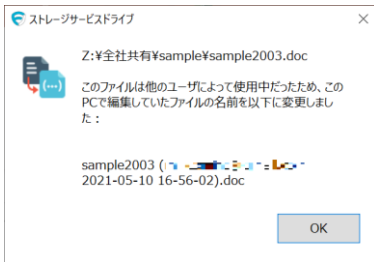 ストレージサービスドライブ
Z:¥全社共有¥sample¥sample2003.doc
このファイルは他のユーザによって使用中だったため、この
PCで編集していたファイルの名前を以下に変更しまし
た：
sample2003 (
2021-05-10 16-56-02).doc
OK